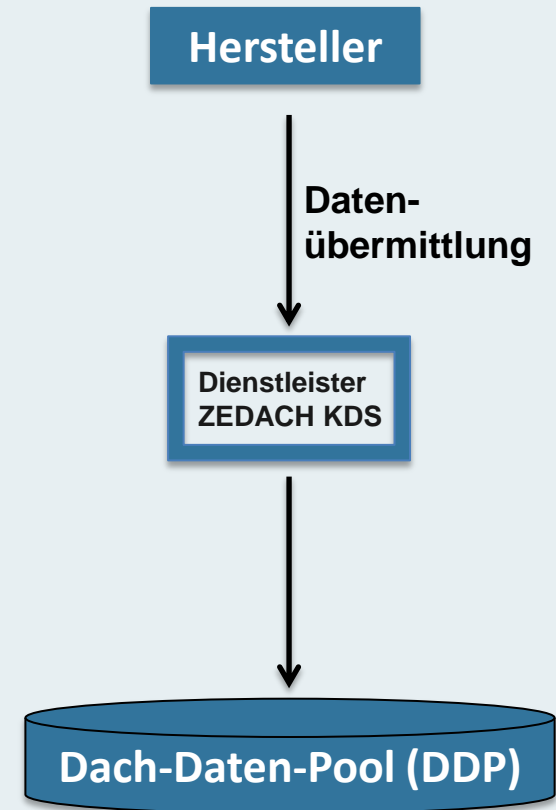 Hersteller
Daten-
übermittlung
Dienstleister
ZEDACH KDS
Dach-Daten-Pool (DDP)